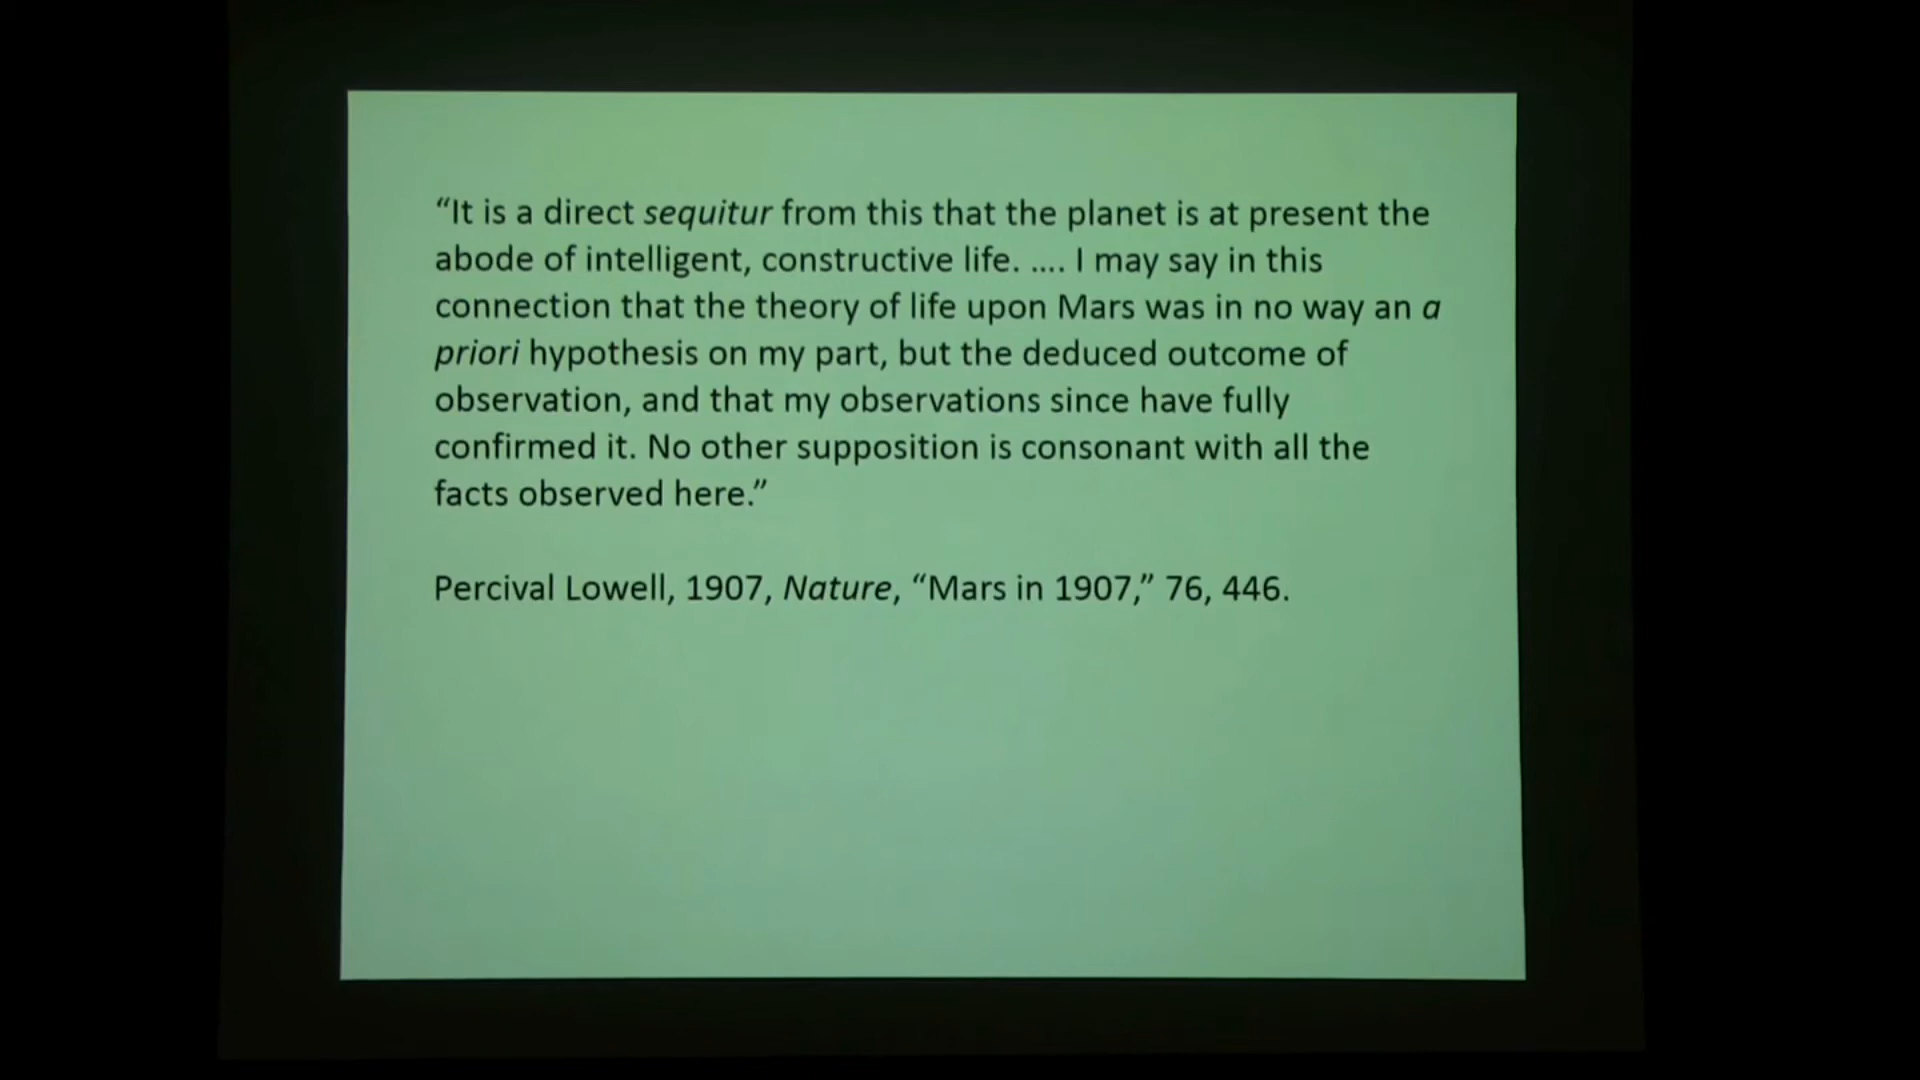 “It is a direct sequitur from this that the planet is at present the
abode of intelligent, constructive life. .... I may say in this
connection that the theory of life upon Mars was in no way an a
priori hypothesis on my part, but the deduced outcome of
observation, and that my observations since have fully
confirmed it. No other supposition is consonant with all the
facts observed here.”
Percival Lowell, 1907, Nature, “Mars in 1907,” 76, 446.